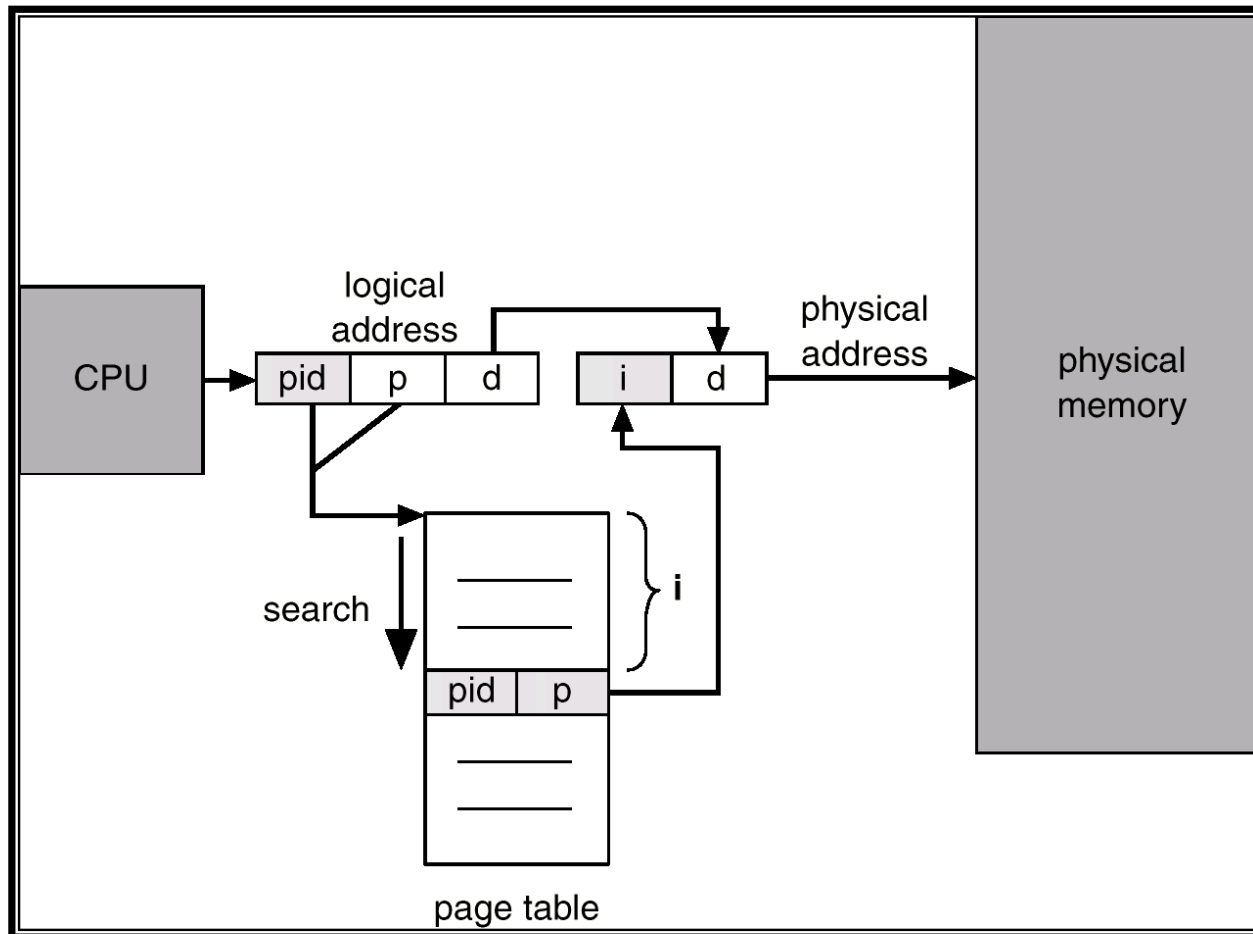 logical
address
physical
address
CPU
pid
p
d
i
d
physical
memory
search
i
pid
p
page table